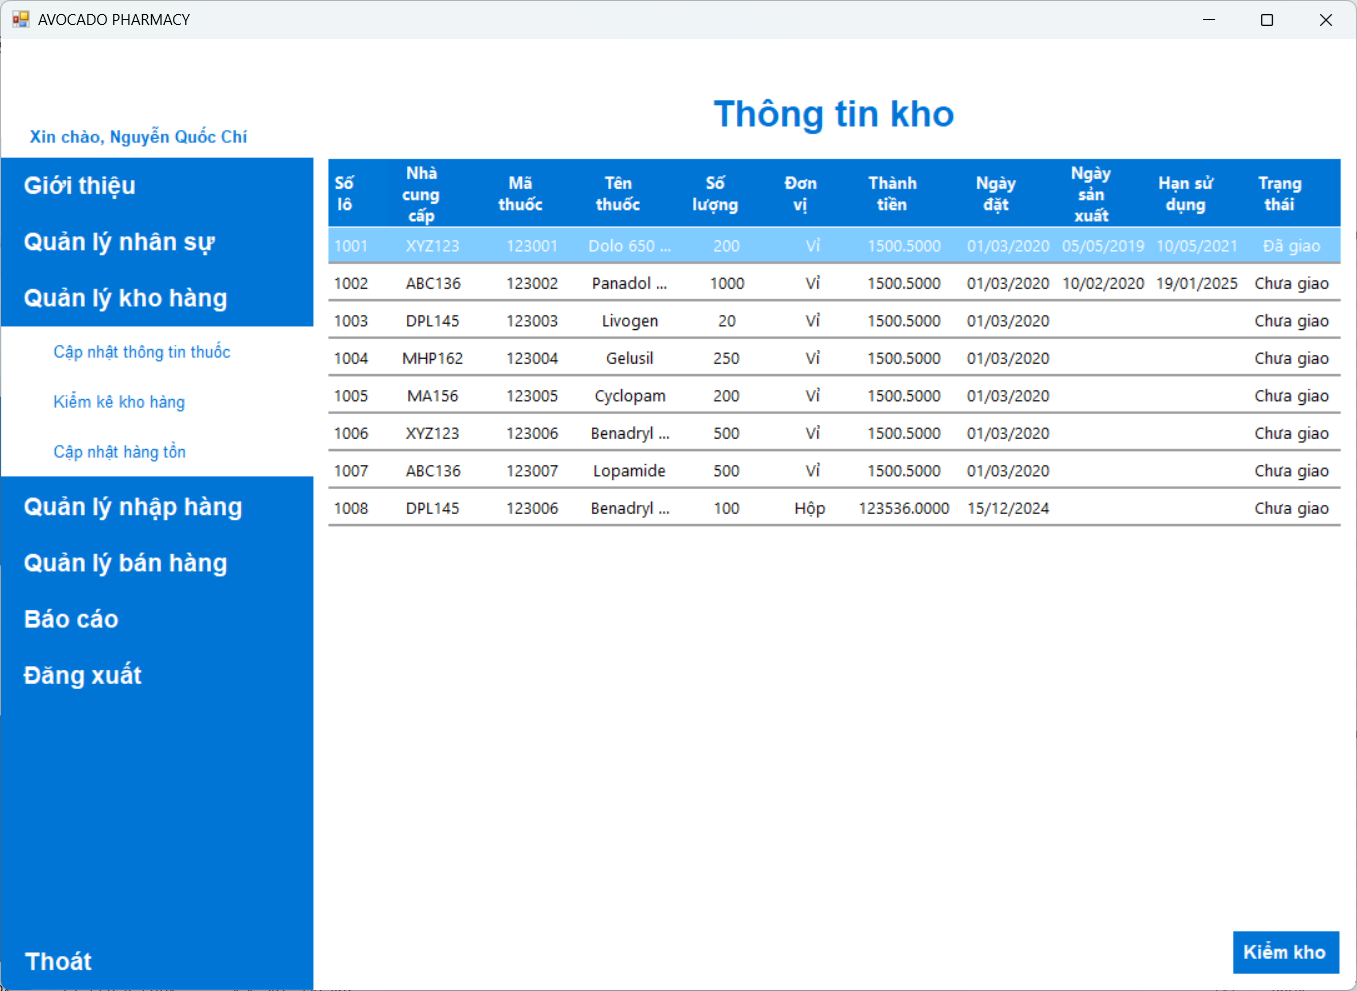 AVOCADO PHARMACY
Thông tin kho
Xin chào, Nguyễn Quốc Chí
Giới thiệu
Quản lý nhân sự
Quản lý kho hàng
Cập nhật thông tin thuốc
Kiểm kê kho hàng
Cập nhật hàng tồn
Quản lý nhập hàng
Quản lý bán hàng
Báo cáo
Đăng xuất
Thoát
Số lô Nhà cung cấp Mã thuốc Tên thuốc Số lượng Đơn vị Thành tiền Ngày đặt Ngày sản xuất Hạn sử dụng Trạng thái
1001 XYZ123 123001 Dolo 650 ... 200 Vỉ 1500.5000 01/03/2020 05/05/2019 10/05/2021 Đã giao
1002 ABC136 123002 Panadol ... 1000 Vỉ 1500.5000 01/03/2020 10/02/2020 19/01/2025 Chưa giao
1003 DPL145 123003 Livogen 20 Vỉ 1500.5000 01/03/2020 Chưa giao
1004 MHP162 123004 Gelusil 250 Vỉ 1500.5000 01/03/2020 Chưa giao
1005 MA156 123005 Cyclopam 200 Vỉ 1500.5000 01/03/2020 Chưa giao
1006 XYZ123 123006 Benadryl ... 500 Vỉ 1500.5000 01/03/2020 Chưa giao
1007 ABC136 123007 Lopamide 500 Vỉ 1500.5000 01/03/2020 Chưa giao
1008 DPL145 123006 Benadryl ... 100 Hộp 123536.0000 15/12/2024 Chưa giao
Kiểm kho